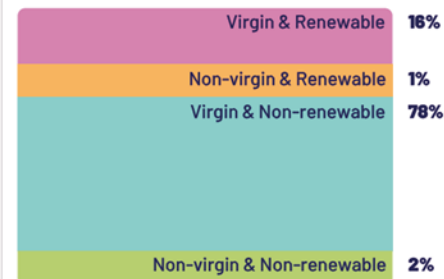 Virgin & Renewable 16%
Non-virgin & Renewable 1%
Virgin & Non-renewable 78%
Non-virgin & Non-renewable 2%